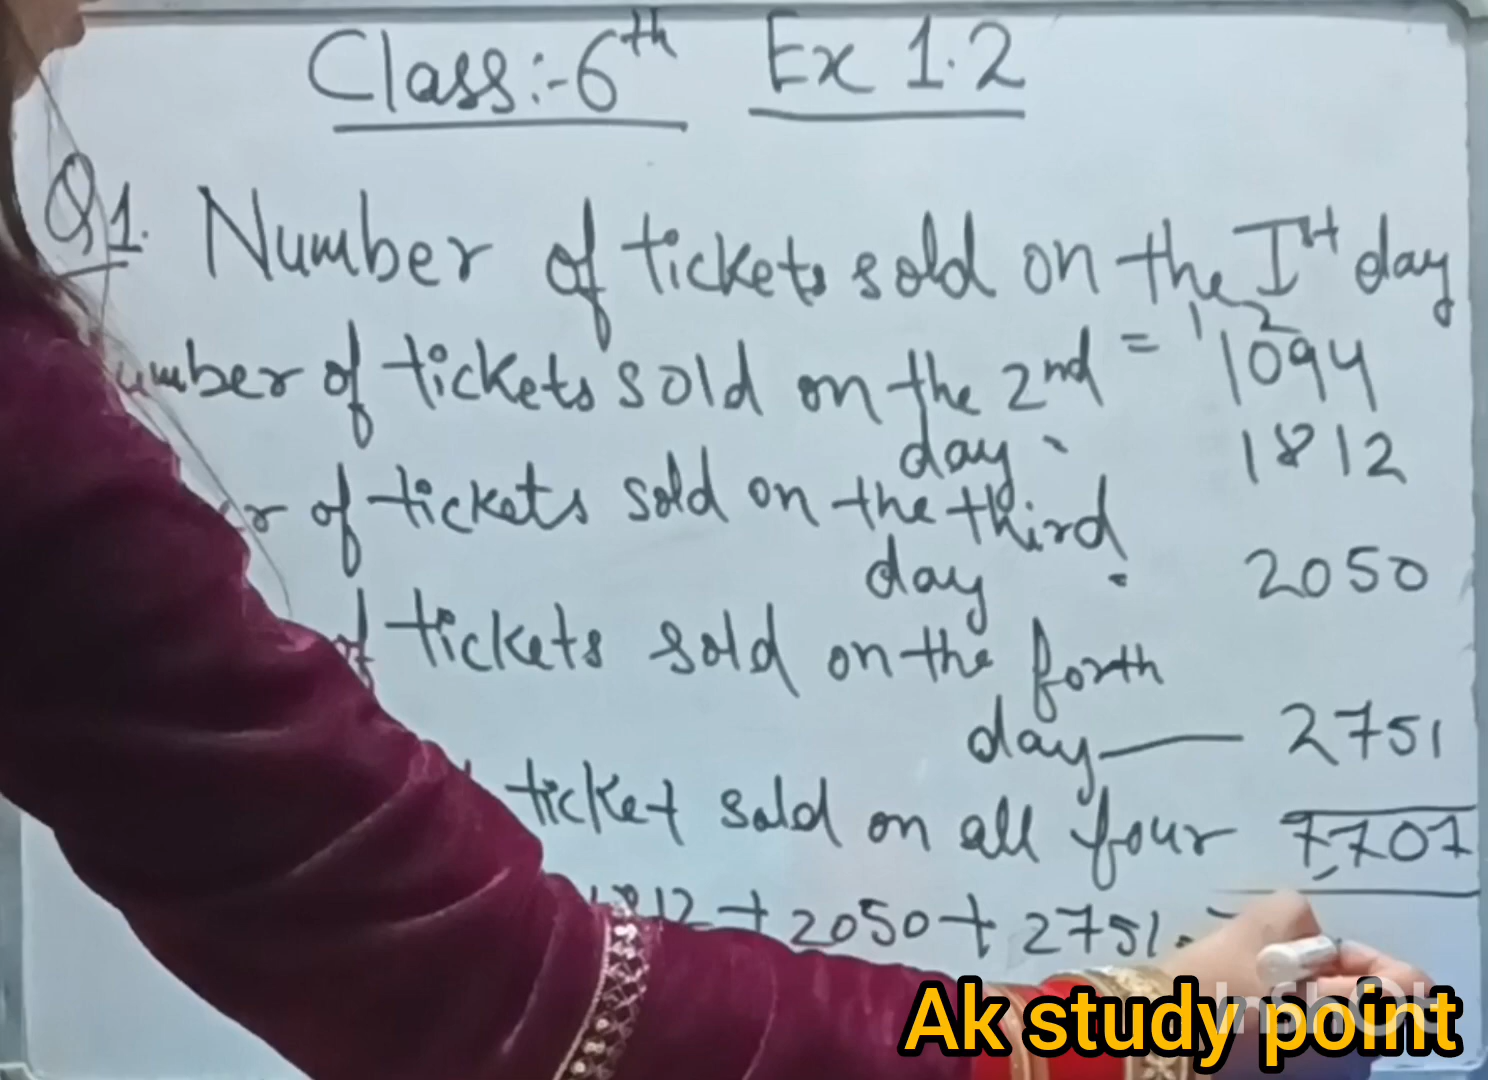 Class:-6th Ex 1.2
Q1. Number of tickets sold on the Ist day
= 1094
umber of tickets sold on the 2nd
day 1812
r of tickets sold on the third
day 2050
of tickets sold on the forth
day — 2751
ticket sold on all four 7,707
1812 + 2050 + 2751
Ak study point